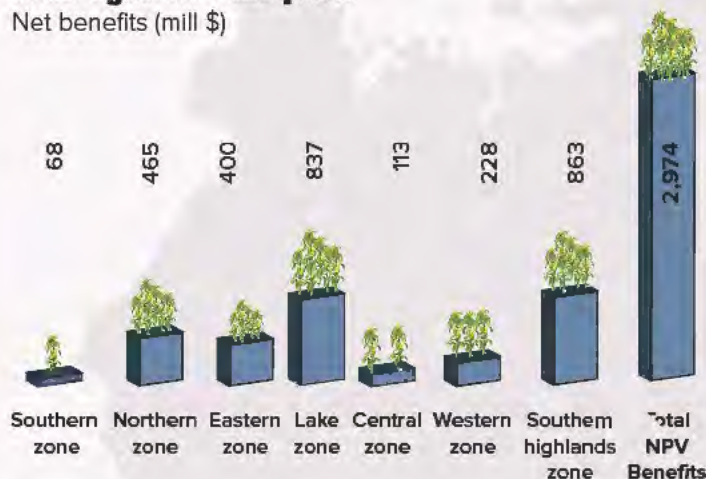 Net benefits (mill $)
68 465 400 837 113 228 863 2,974
Southern zone
Northern zone
Eastern zone
Lake zone
Central zone
Western zone
Southern highlands zone
Total NPV Benefits